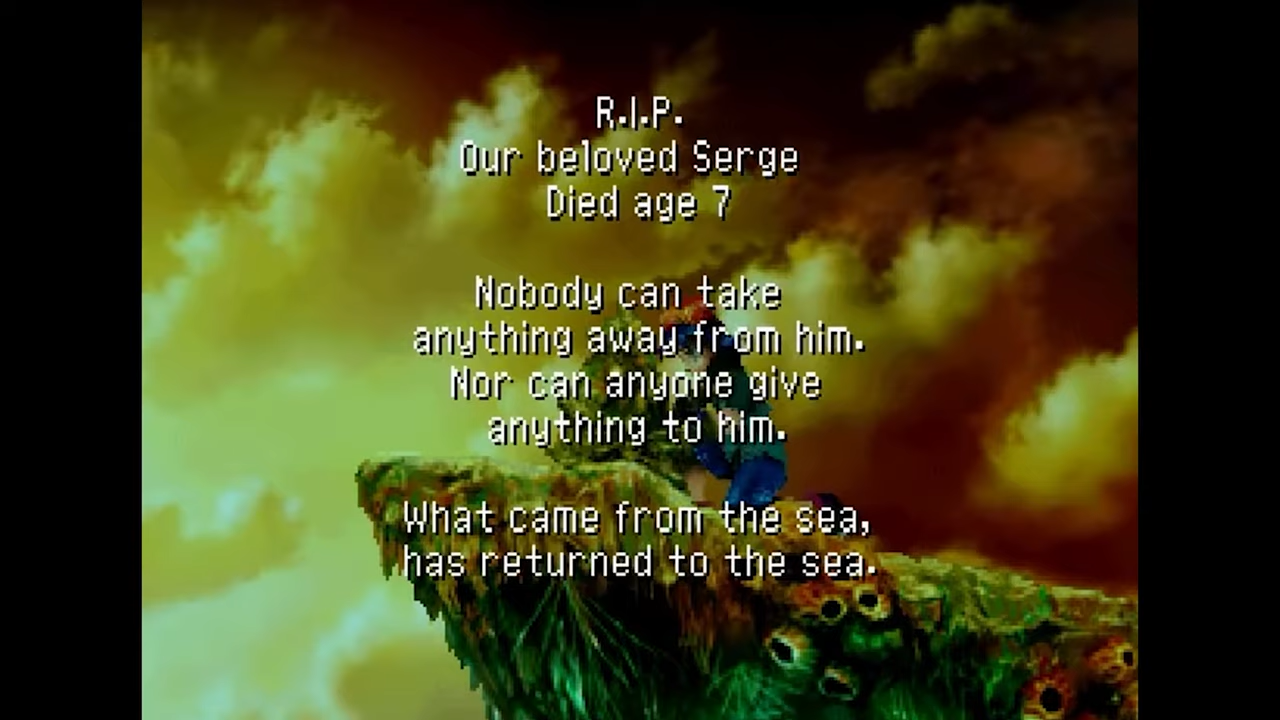 R.I.P.
Our beloved Serge
Died age 7
Nobody can take
anything away from him.
Nor can anyone give
anything to him.
What came from the sea,
has returned to the sea.